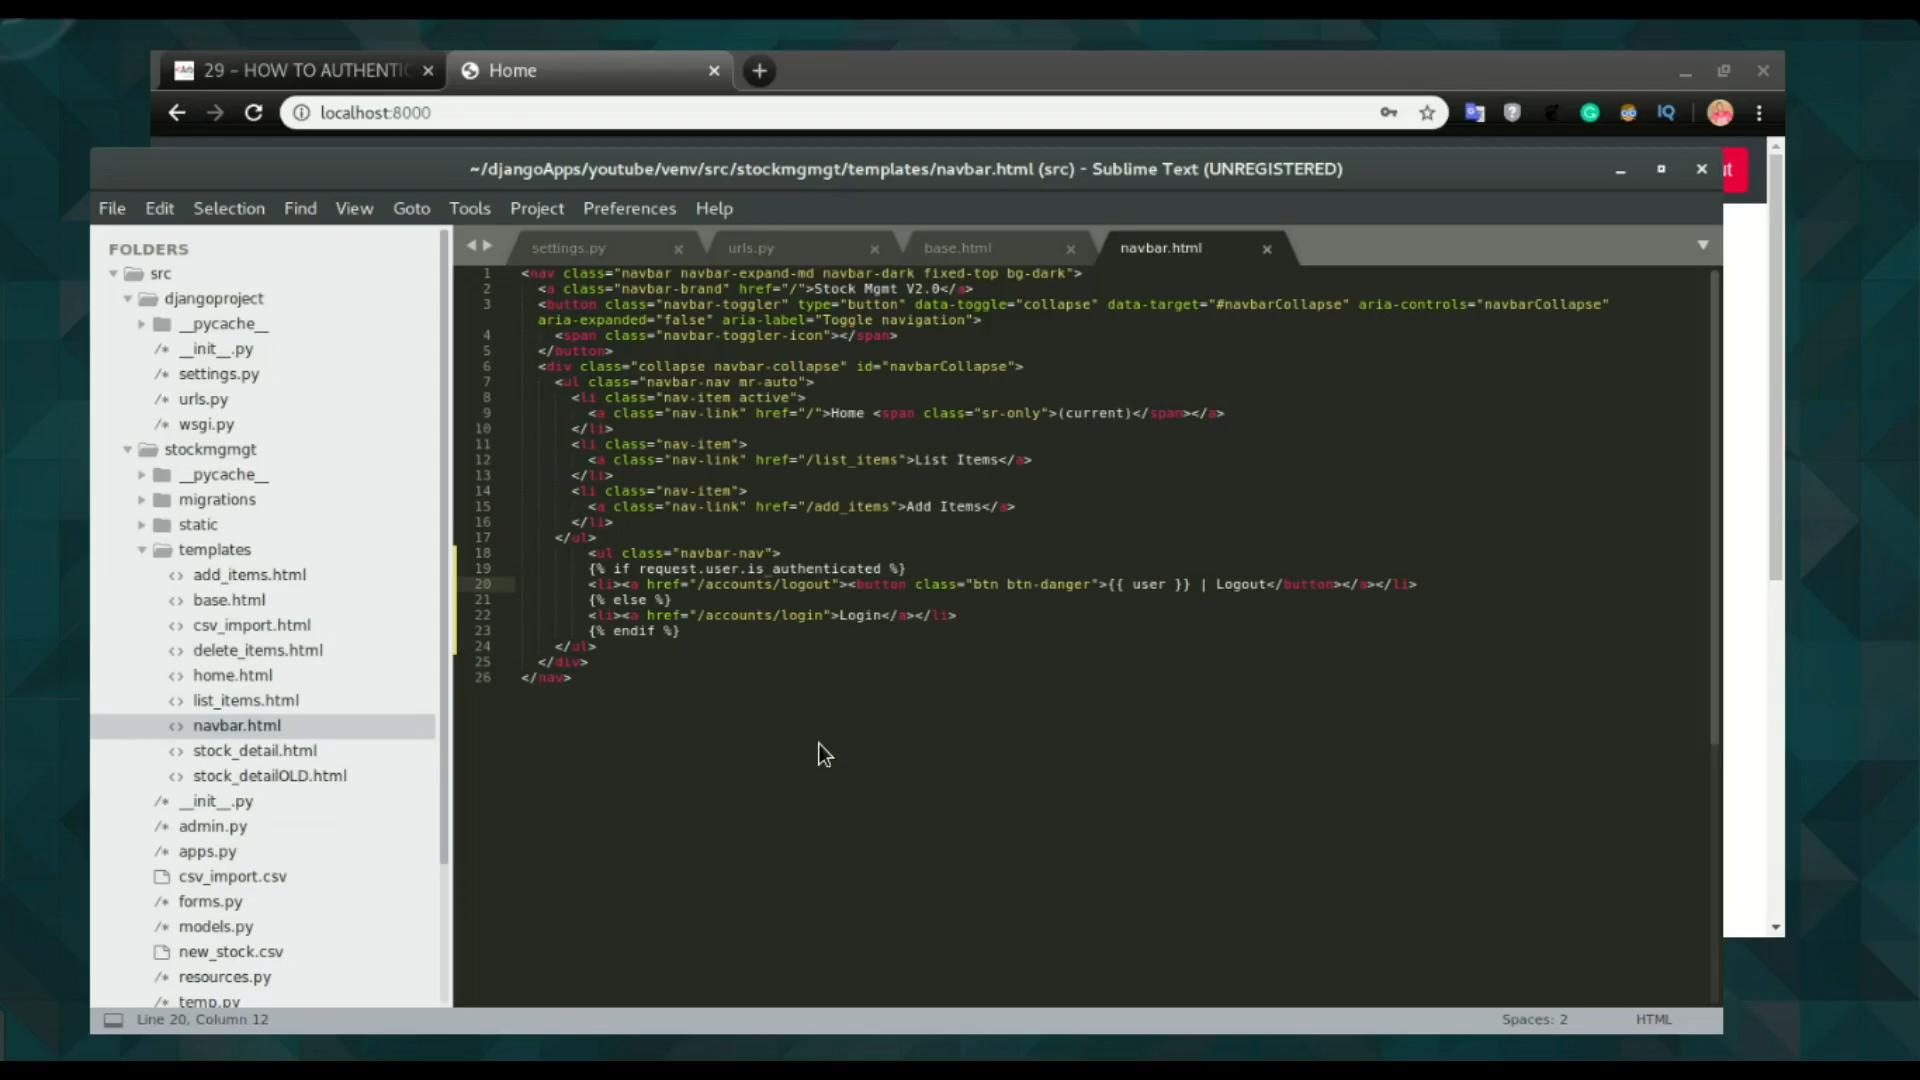 29 – HOW TO AUTHENTIC
Home
localhost:8000
IQ
~/djangoApps/youtube/venv/src/stockmgmgt/templates/navbar.html (src) - Sublime Text (UNREGISTERED)
File Edit Selection Find View Goto Tools Project Preferences Help
FOLDERS
src
djangoproject
__pycache__
__init__.py
settings.py
urls.py
wsgi.py
stockmgmgt
__pycache__
migrations
static
templates
add_items.html
base.html
csv_import.html
delete_items.html
home.html
list_items.html
navbar.html
stock_detail.html
stock_detailOLD.html
__init__.py
admin.py
apps.py
csv_import.csv
forms.py
models.py
new_stock.csv
resources.py
temp.py
settings.py urls.py base.html navbar.html
1 <nav class="navbar navbar-expand-md navbar-dark fixed-top bg-dark">
2 <a class="navbar-brand" href="/">Stock Mgmt V2.0</a>
3 <button class="navbar-toggler" type="button" data-toggle="collapse" data-target="#navbarCollapse" aria-controls="navbarCollapse"
aria-expanded="false" aria-label="Toggle navigation">
4 <span class="navbar-toggler-icon"></span>
5 </button>
6 <div class="collapse navbar-collapse" id="navbarCollapse">
7 <ul class="navbar-nav mr-auto">
8 <li class="nav-item active">
9 <a class="nav-link" href="/">Home <span class="sr-only">(current)</span></a>
10 </li>
11 <li class="nav-item">
12 <a class="nav-link" href="/list_items">List Items</a>
13 </li>
14 <li class="nav-item">
15 <a class="nav-link" href="/add_items">Add Items</a>
16 </li>
17 </ul>
18 <ul class="navbar-nav">
19 {% if request.user.is_authenticated %}
20 <li><a href="/accounts/logout"><button class="btn btn-danger">{{ user }} | Logout</button></a></li>
21 {% else %}
22 <li><a href="/accounts/login">Login</a></li>
23 {% endif %}
24 </ul>
25 </div>
26 </nav>
Line 20, Column 12
Spaces: 2
HTML